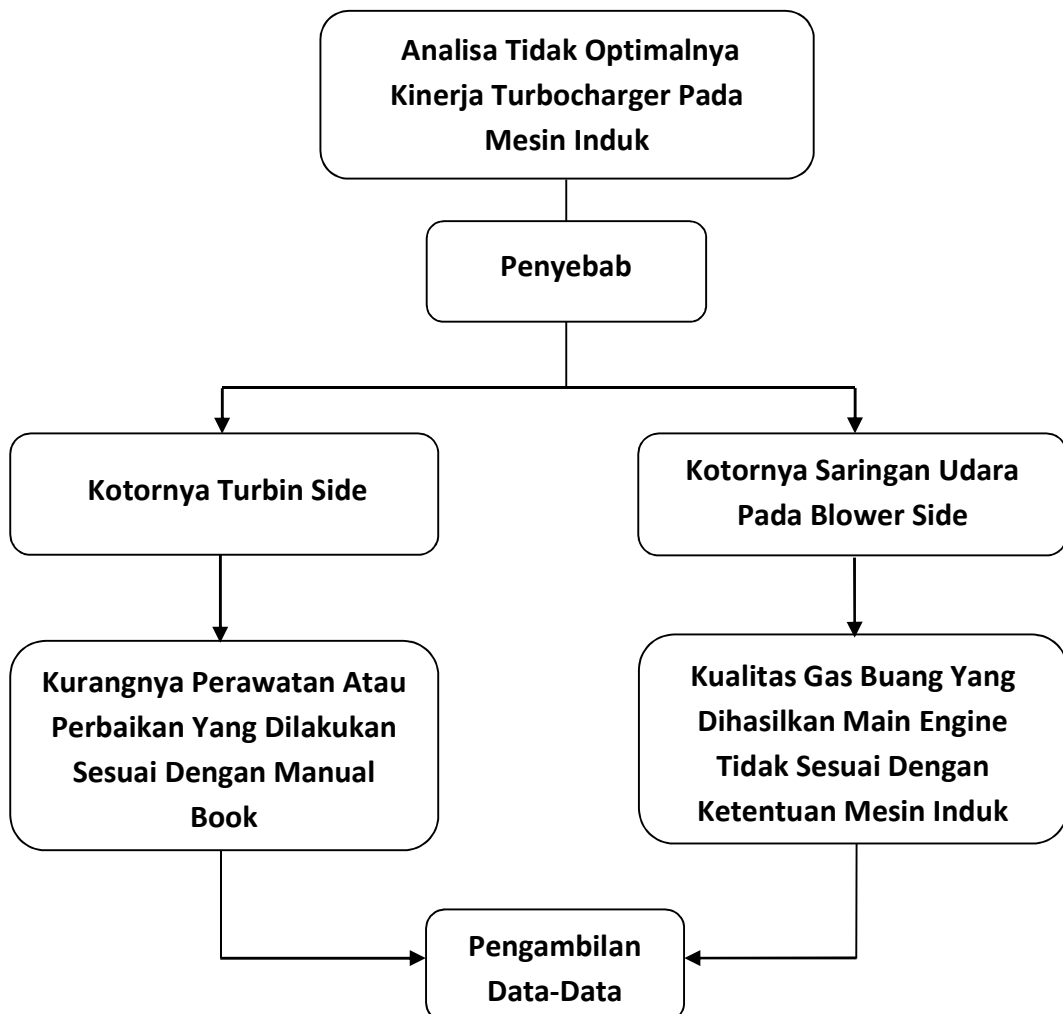 Analisa Tidak Optimalnya
Kinerja Turbocharger Pada
Mesin Induk
Penyebab
Kotornya Turbin Side
Kotornya Saringan Udara
Pada Blower Side
Kurangnya Perawatan Atau
Perbaikan Yang Dilakukan
Sesuai Dengan Manual
Book
Kualitas Gas Buang Yang
Dihasilkan Main Engine
Tidak Sesuai Dengan
Ketentuan Mesin Induk
Pengambilan
Data-Data